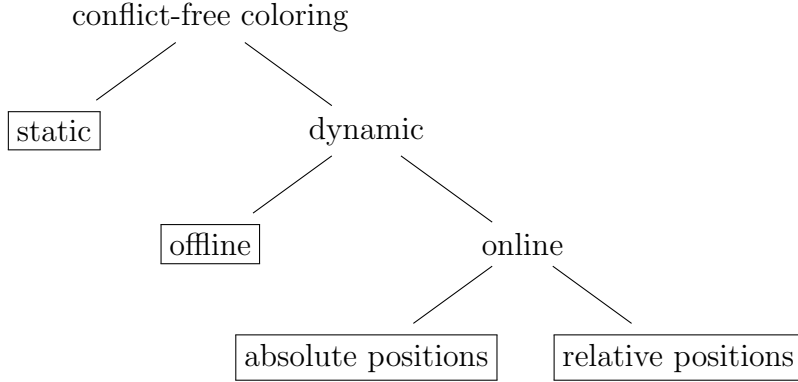 conflict-free coloring
static
dynamic
offline
online
absolute positions
relative positions